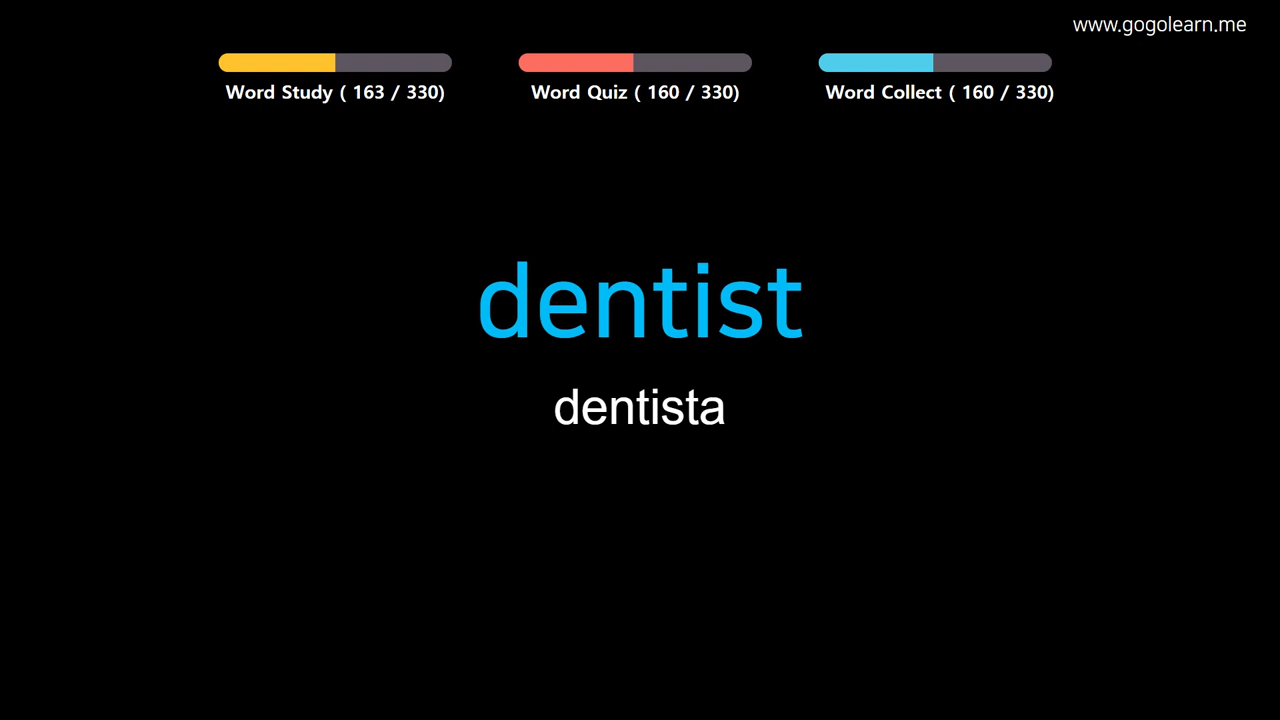 www.gogolearn.me
Word Study ( 163 / 330)
Word Quiz ( 160 / 330)
Word Collect ( 160 / 330)
dentist
dentista